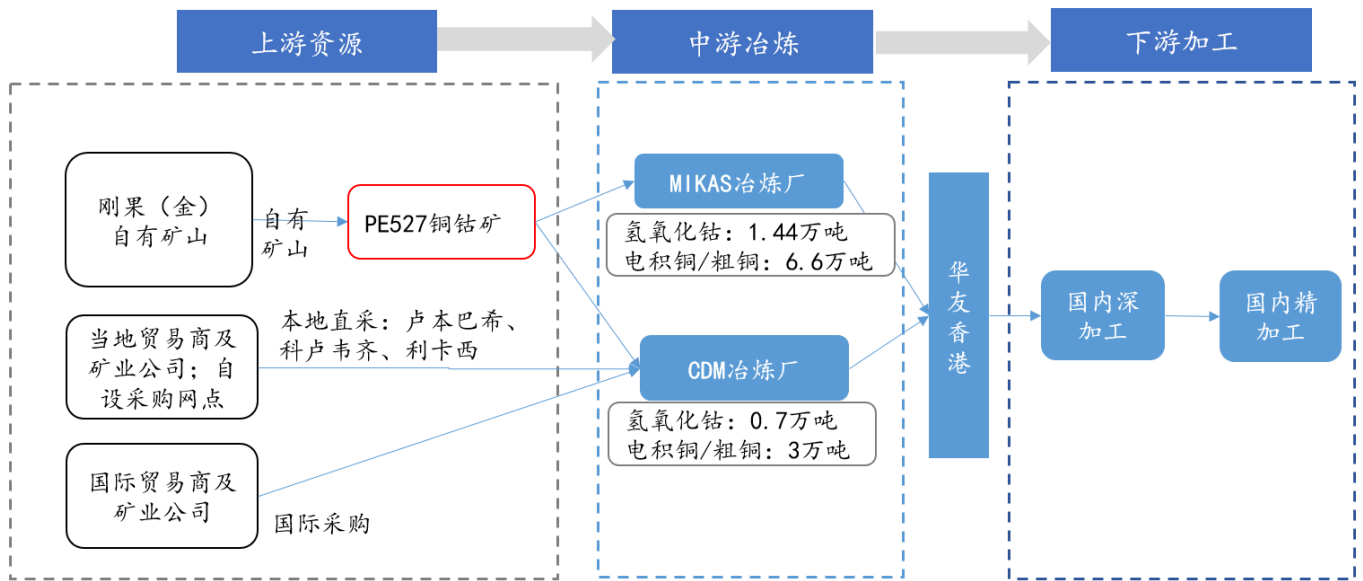 上游资源
中游冶炼
下游加工
刚果（金）
自有矿山
自有
矿山
PE527铜钴矿
当地贸易商及
矿业公司；自
设采购网点
本地直采：卢本巴希、
科卢韦齐、利卡西
国际贸易商及
矿业公司
国际采购
MIKAS冶炼厂
氢氧化钴：1.44万吨
电积铜/粗铜：6.6万吨
CDM冶炼厂
氢氧化钴：0.7万吨
电积铜/粗铜：3万吨
华
友
香
港
国内深
加工
国内精
加工